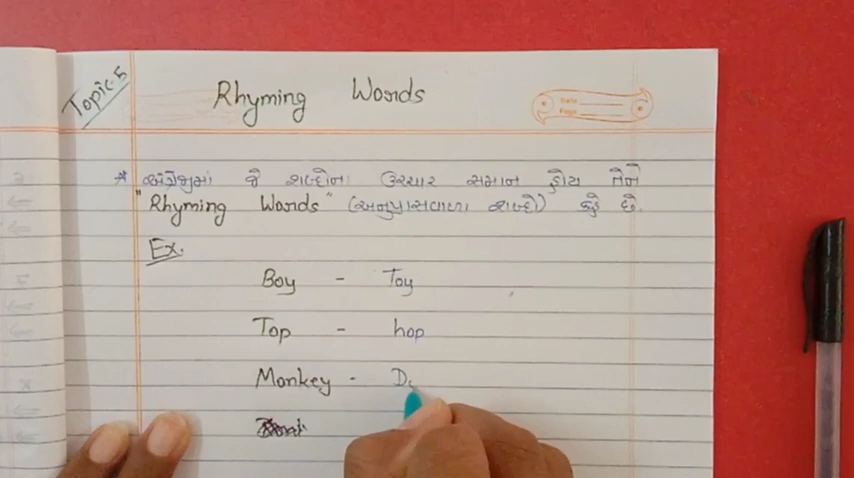 Topic-5
Rhyming Words
Date
Page
* અંગ્રેજીમાં જે શબ્દોના ઉચ્ચાર સમાન હોય તેને
"Rhyming Words" (અનુપ્રાસવાળા શબ્દો) કહે છે.
Ex.
Boy - Toy
Top - hop
Monkey - Do